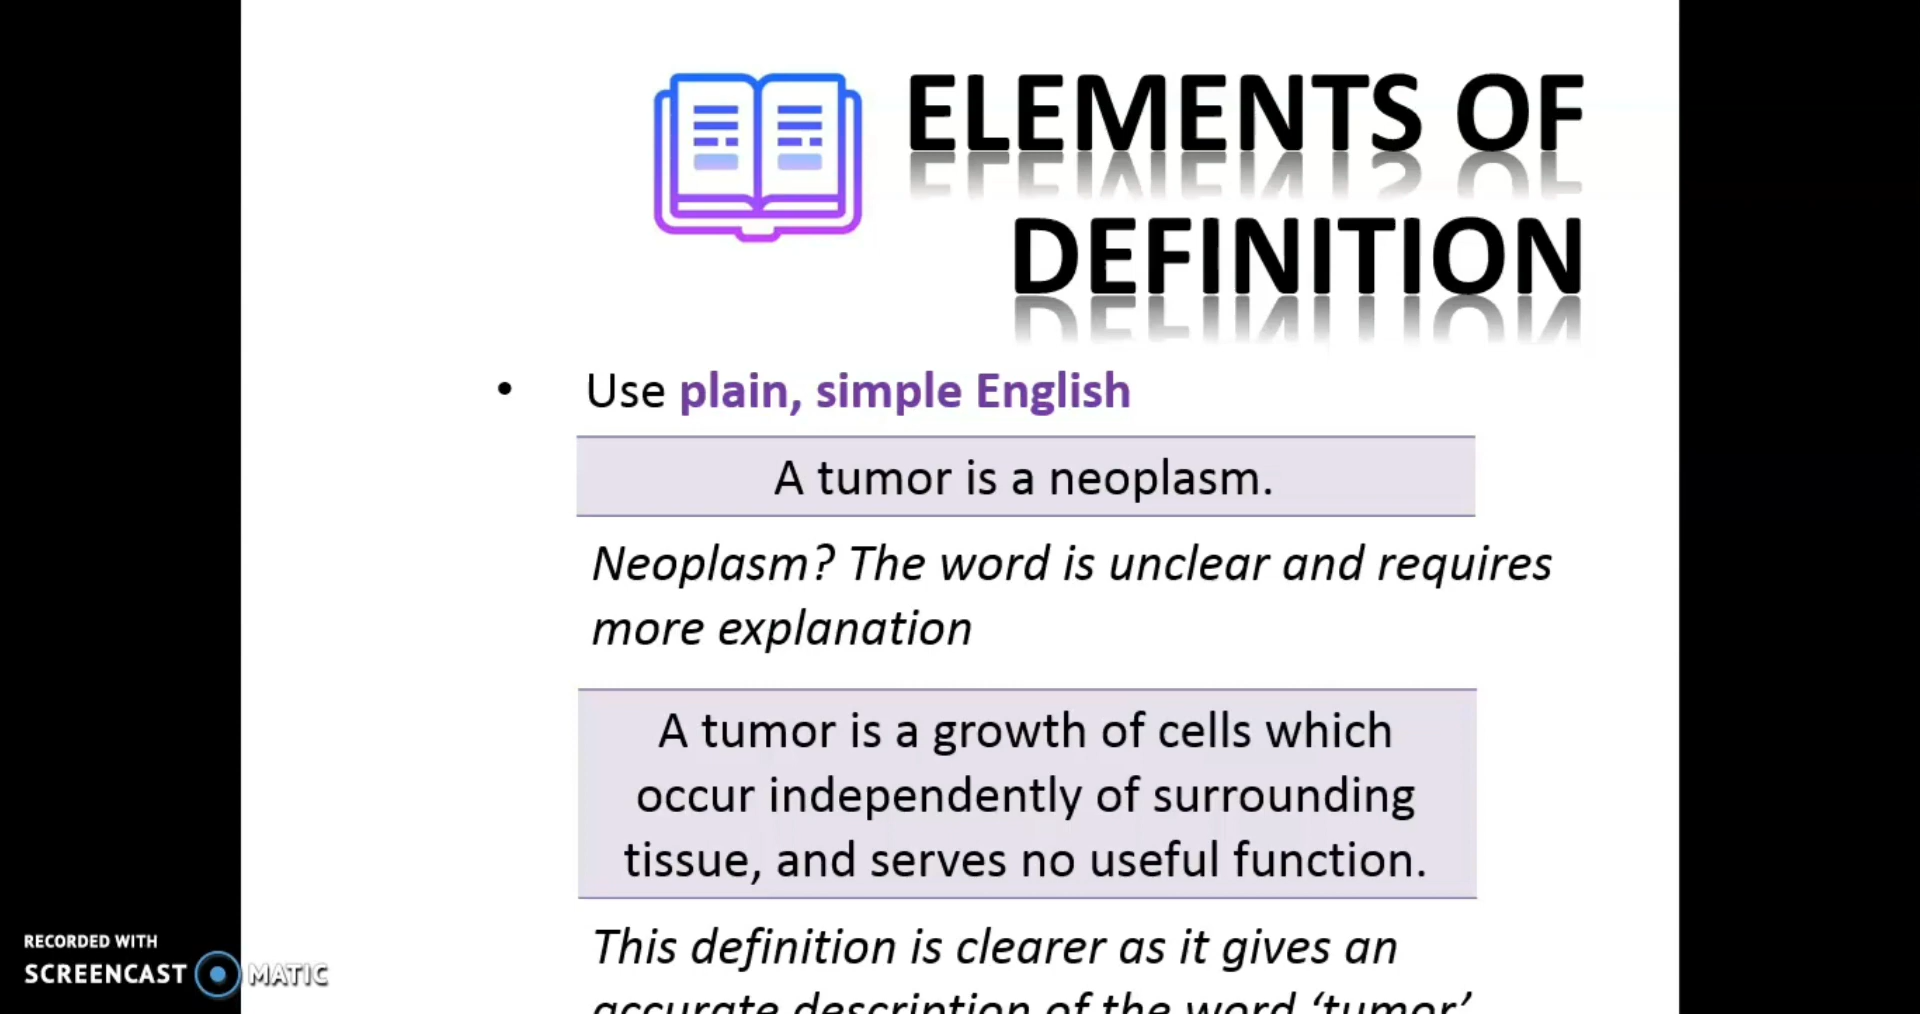 ELEMENTS OF
DEFINITION
• Use plain, simple English
A tumor is a neoplasm.
Neoplasm? The word is unclear and requires
more explanation
A tumor is a growth of cells which
occur independently of surrounding
tissue, and serves no useful function.
This definition is clearer as it gives an
accurate description of the word ‘tumor’
RECORDED WITH
SCREENCAST MATIC